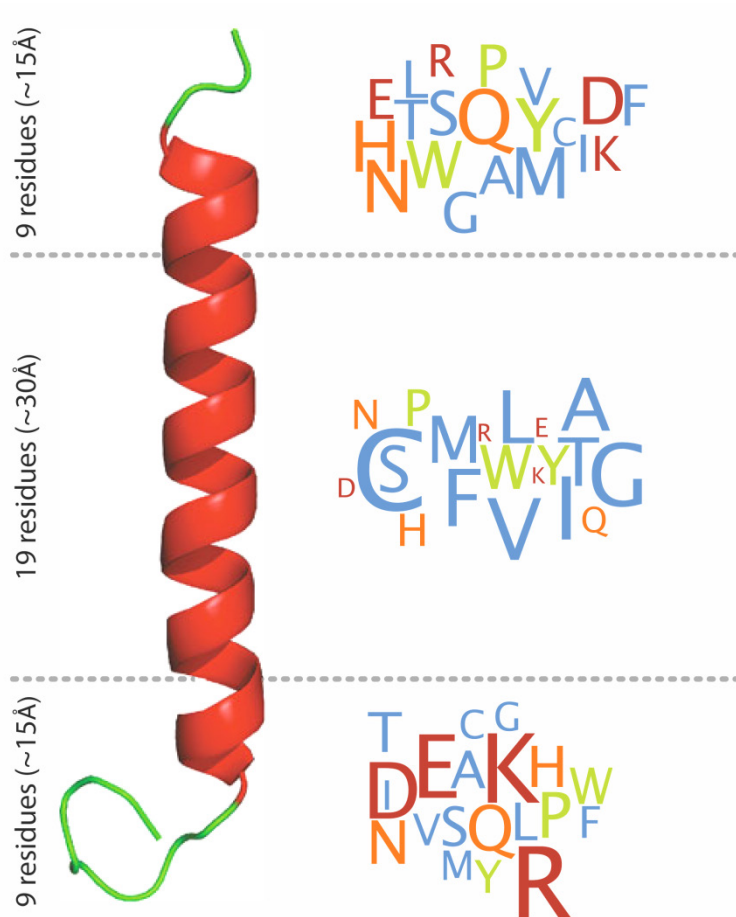 9 residues (~15Å)
E L R P V D F
H T S Q Y C I K
N W G A M
19 residues (~30Å)
N P M R L E A
D C S F W K Y T G
H V I Q
9 residues (~15Å)
T C G
D I E A K H W
N V S Q L P F
M Y R